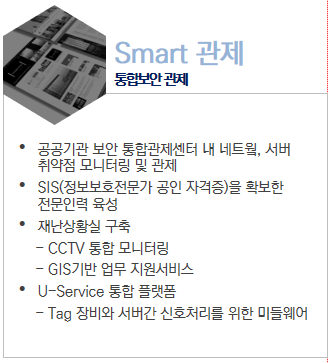 Smart 관제
통합보안 관제
• 공공기관 보안 통합관제센터 내 네트웤, 서버
취약점 모니터링 및 관제
• SIS(정보보호전문가 공인 자격증)을 확보한
전문인력 육성
• 재난상황실 구축
- CCTV 통합 모니터링
- GIS기반 업무 지원서비스
• U-Service 통합 플랫폼
- Tag 장비와 서버간 신호처리를 위한 미들웨어